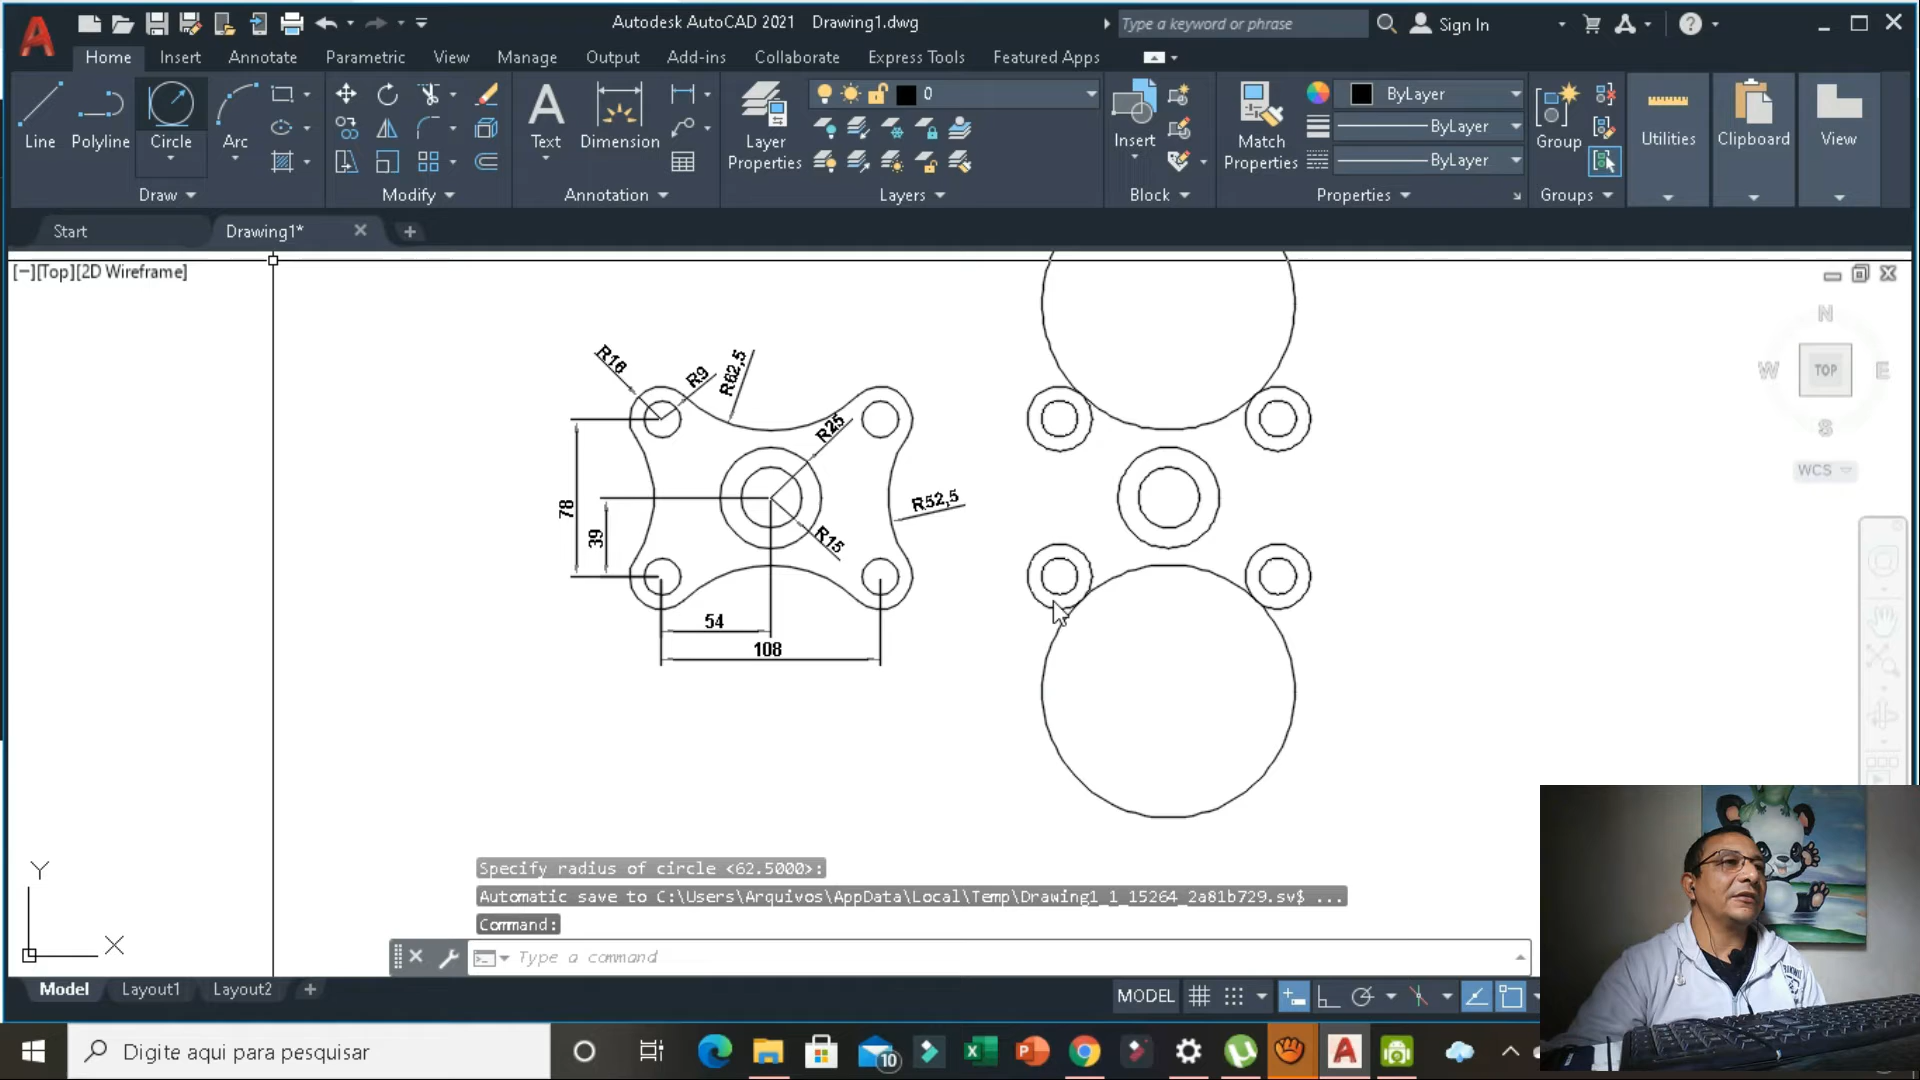 Autodesk AutoCAD 2021 Drawing1.dwg
Type a keyword or phrase
Sign In
Home Insert Annotate Parametric View Manage Output Add-ins Collaborate Express Tools Featured Apps
Line Polyline Circle Arc
Text Dimension
Layer Properties
0
Insert
Match Properties
ByLayer
ByLayer
ByLayer
Group
Utilities
Clipboard
View
Draw Modify Annotation Layers Block Properties Groups
Start Drawing1*
[−][Top][2D Wireframe]
N
W TOP E
S
WCS
R16
R9
R62,5
R25
R52,5
R15
78
39
54
108
Y
X
Specify radius of circle <62.5000>:
Automatic save to C:\Users\Arquivos\AppData\Local\Temp\Drawing1_1_15264_2a81b729.sv$ ...
Command:
Type a command
Model Layout1 Layout2
MODEL
Digite aqui para pesquisar
10